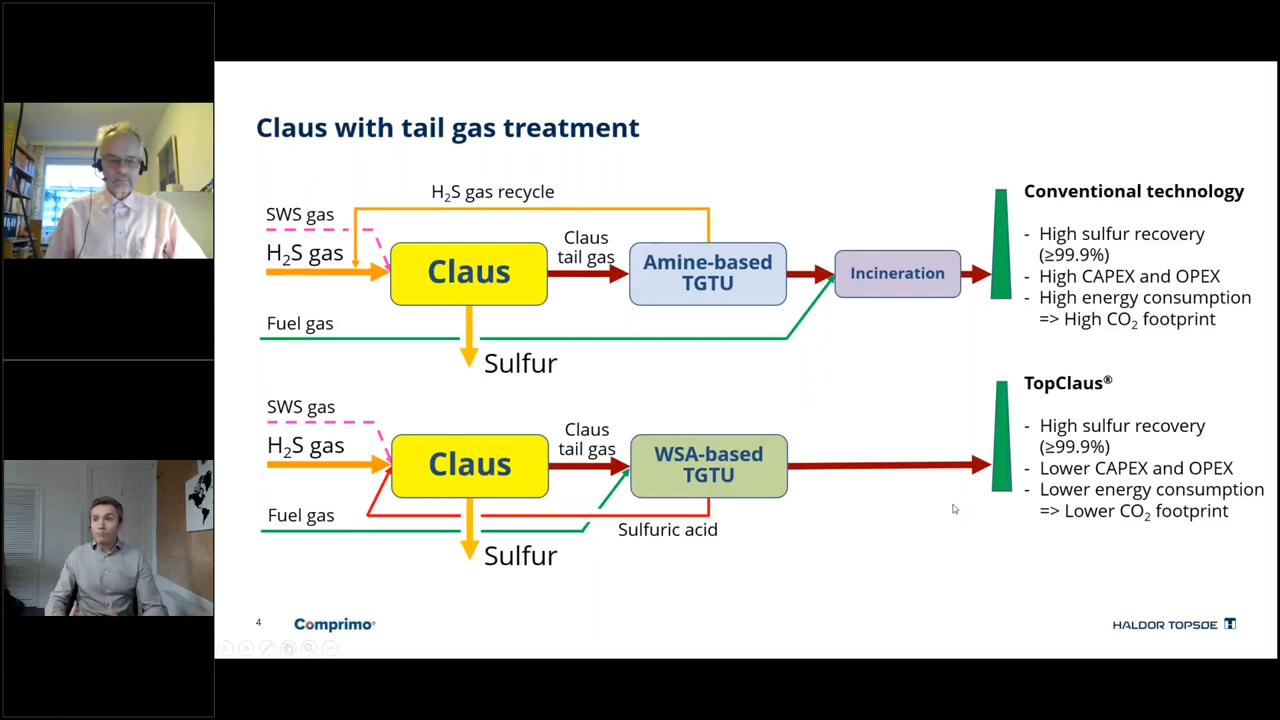 Claus with tail gas treatment
H₂S gas recycle
SWS gas
H₂S gas
Claus
Claus
tail gas
Amine-based
TGTU
Incineration
Fuel gas
Sulfur
Conventional technology
- High sulfur recovery
(≥99.9%)
- High CAPEX and OPEX
- High energy consumption
=> High CO₂ footprint
SWS gas
H₂S gas
Claus
Claus
tail gas
WSA-based
TGTU
Fuel gas
Sulfuric acid
Sulfur
TopClaus®
- High sulfur recovery
(≥99.9%)
- Lower CAPEX and OPEX
- Lower energy consumption
=> Lower CO₂ footprint
4
Comprimo®
HALDOR TOPSØE